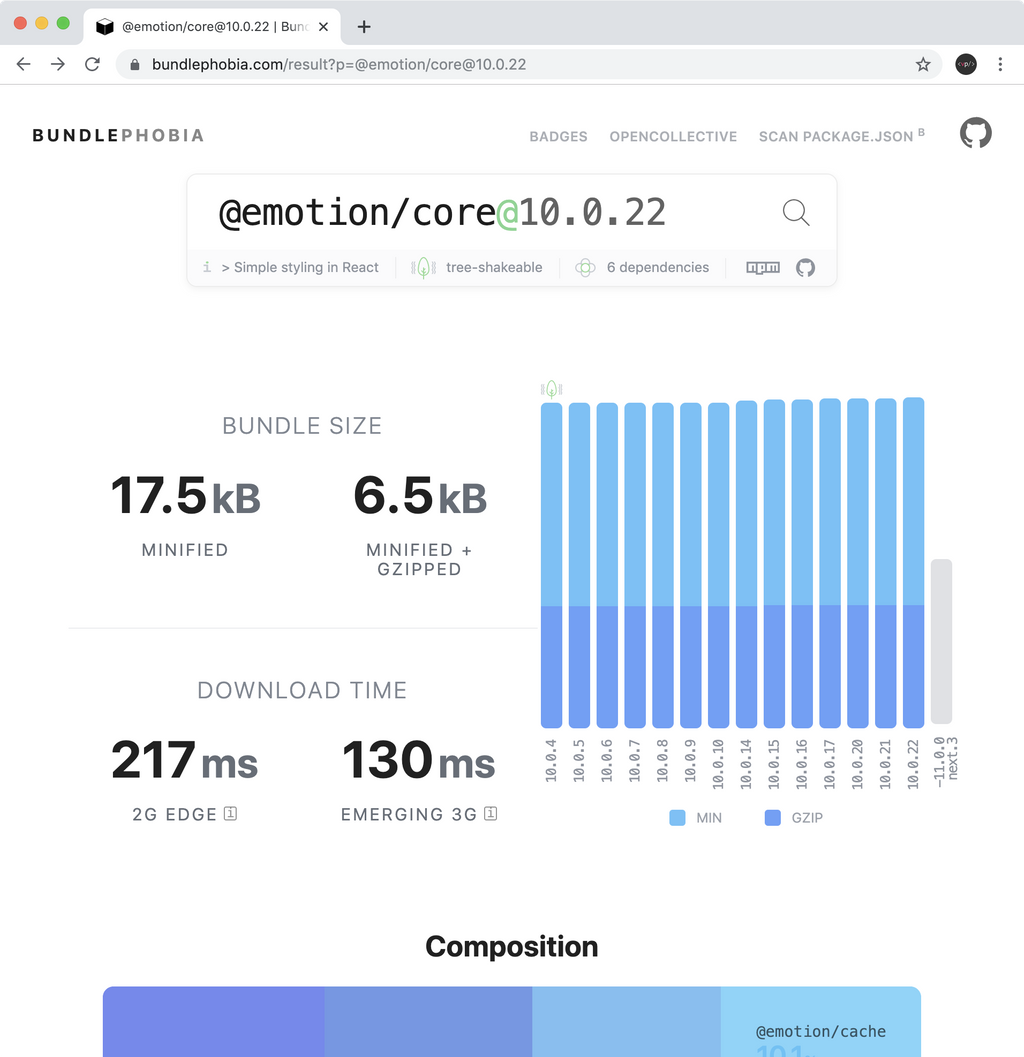 @emotion/core@10.0.22 | Bun
bundlephobia.com/result?p=@emotion/core@10.0.22
BUNDLEPHOBIA
BADGES OPENCOLLECTIVE SCAN PACKAGE.JSON B
@emotion/core@10.0.22
i > Simple styling in React tree-shakeable 6 dependencies npm
BUNDLE SIZE
17.5 kB 6.5 kB
MINIFIED MINIFIED +
GZIPPED
DOWNLOAD TIME
217 ms 130 ms
2G EDGE i EMERGING 3G i
10.0.4 10.0.5 10.0.6 10.0.7 10.0.8 10.0.9 10.0.10 10.0.14 10.0.15 10.0.16 10.0.17 10.0.20 10.0.21 10.0.22 -11.0.0
next.3
MIN GZIP
Composition
@emotion/cache